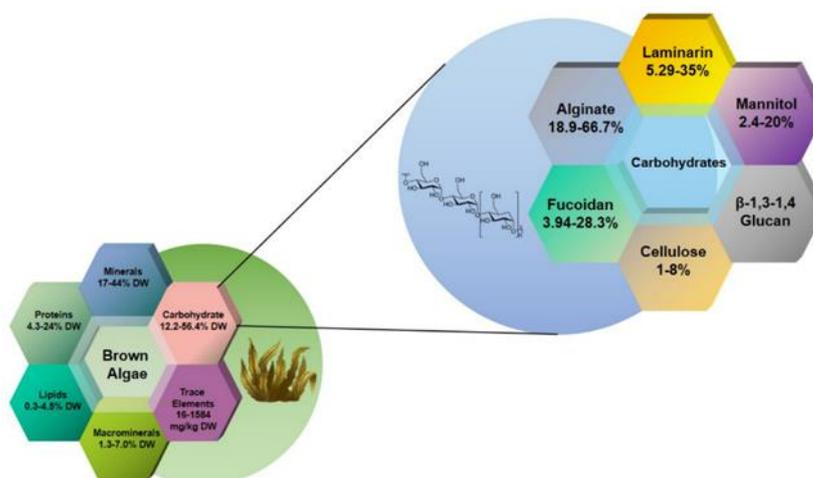 Laminarin
5.29-35%
Alginate
18.9-66.7%
Mannitol
2.4-20%
Carbohydrates
Fucoidan
3.94-28.3%
β-1,3-1,4
Glucan
Cellulose
1-8%
Minerals
17-44% DW
Proteins
4.3-24% DW
Carbohydrate
12.2-56.4% DW
Brown
Algae
Lipids
0.3-4.5% DW
Trace
Elements
16-1584
mg/kg DW
Macrominerals
1.3-7.0% DW
OH
HO
O